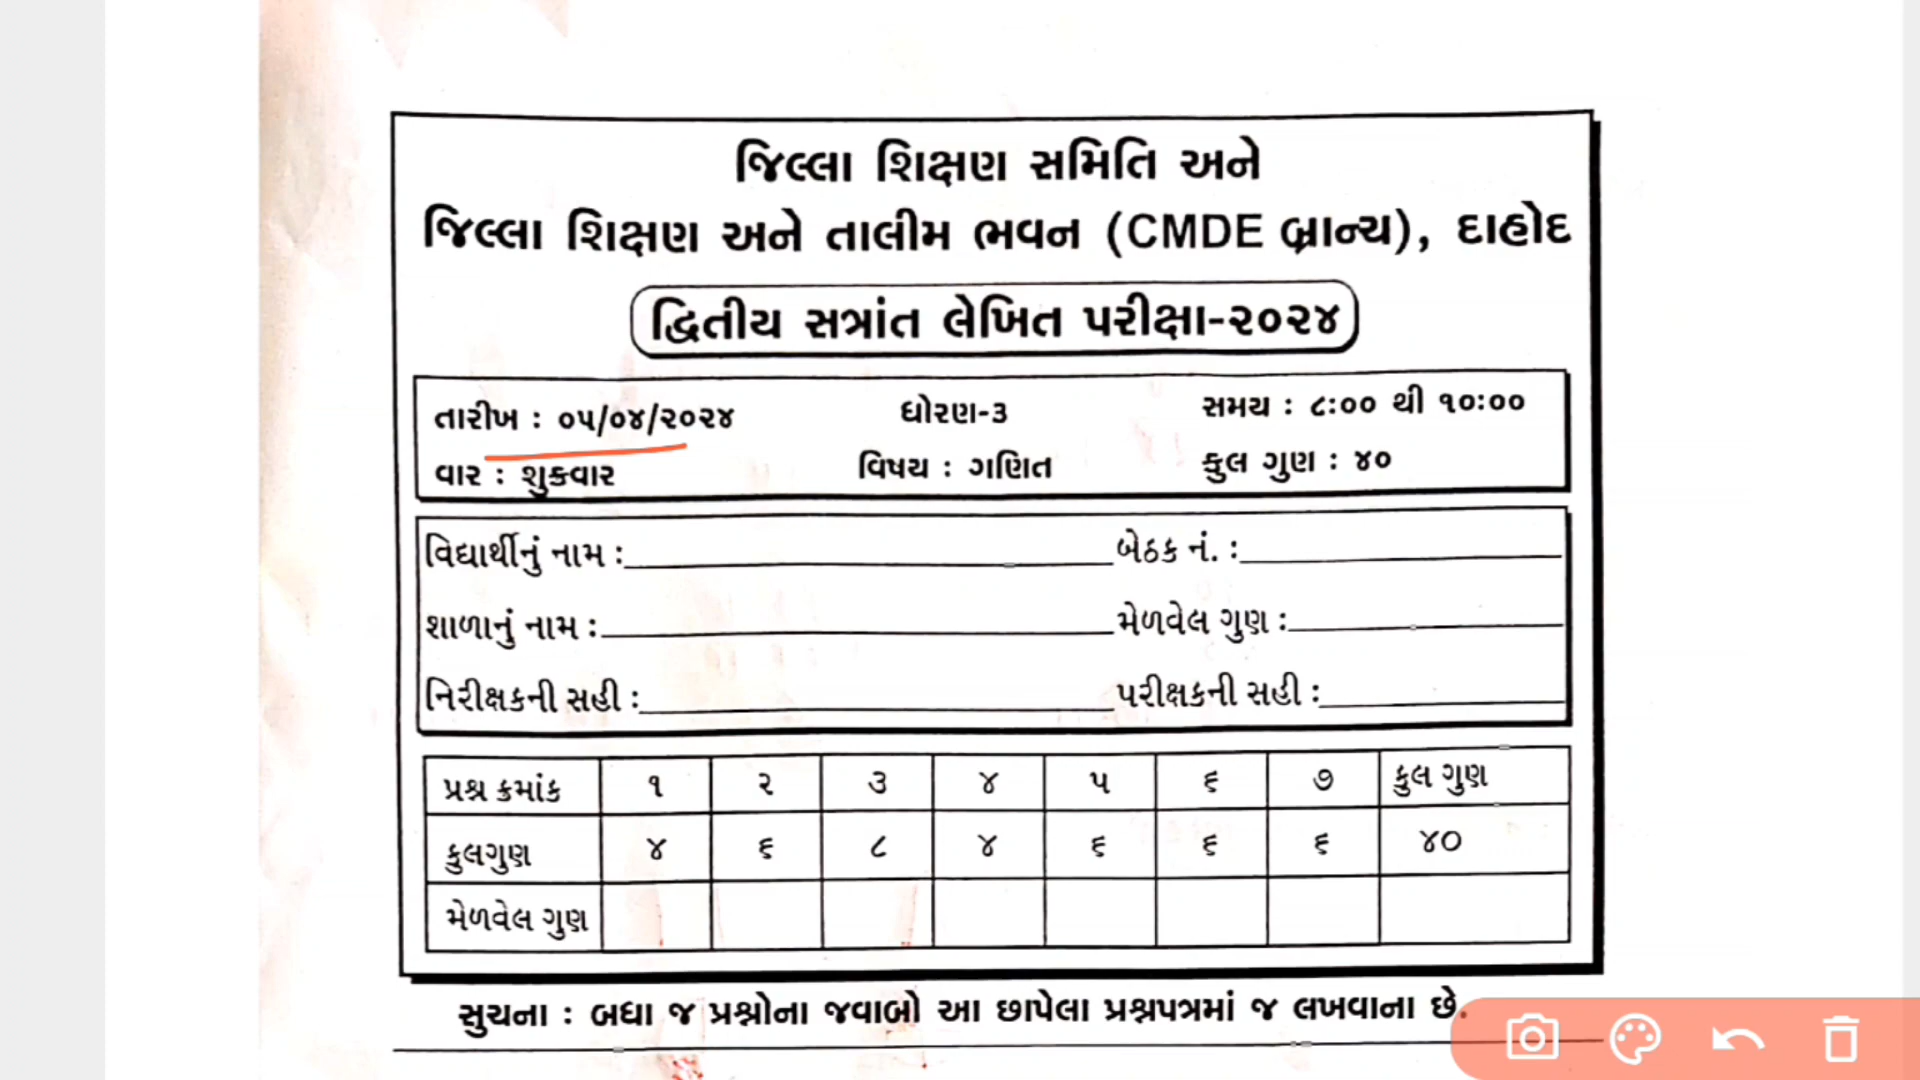 જિલ્લા શિક્ષણ સમિતિ અને
જિલ્લા શિક્ષણ અને તાલીમ ભવન (CMDE બ્રાન્ચ), દાહોદ
દ્વિતીય સત્રાંત લેખિત પરીક્ષા-૨૦૨૪
તારીખ : ૦૫/૦૪/૨૦૨૪ ધોરણ-૩ સમય : ૮:૦૦ થી ૧૦:૦૦
વાર : શુક્રવાર વિષય : ગણિત કુલ ગુણ : ૪૦
વિદ્યાર્થીનું નામ : બેઠક નં. :
શાળાનું નામ : મેળવેલ ગુણ :
નિરીક્ષકની સહી : પરીક્ષકની સહી :
પ્રશ્ન ક્રમાંક ૧ ૨ ૩ ૪ ૫ ૬ ૭ કુલ ગુણ
કુલગુણ ૪ ૬ ૮ ૪ ૬ ૬ ૬ ૪૦
મેળવેલ ગુણ
સુચના : બધા જ પ્રશ્નોના જવાબો આ છાપેલા પ્રશ્નપત્રમાં જ લખવાના છે.